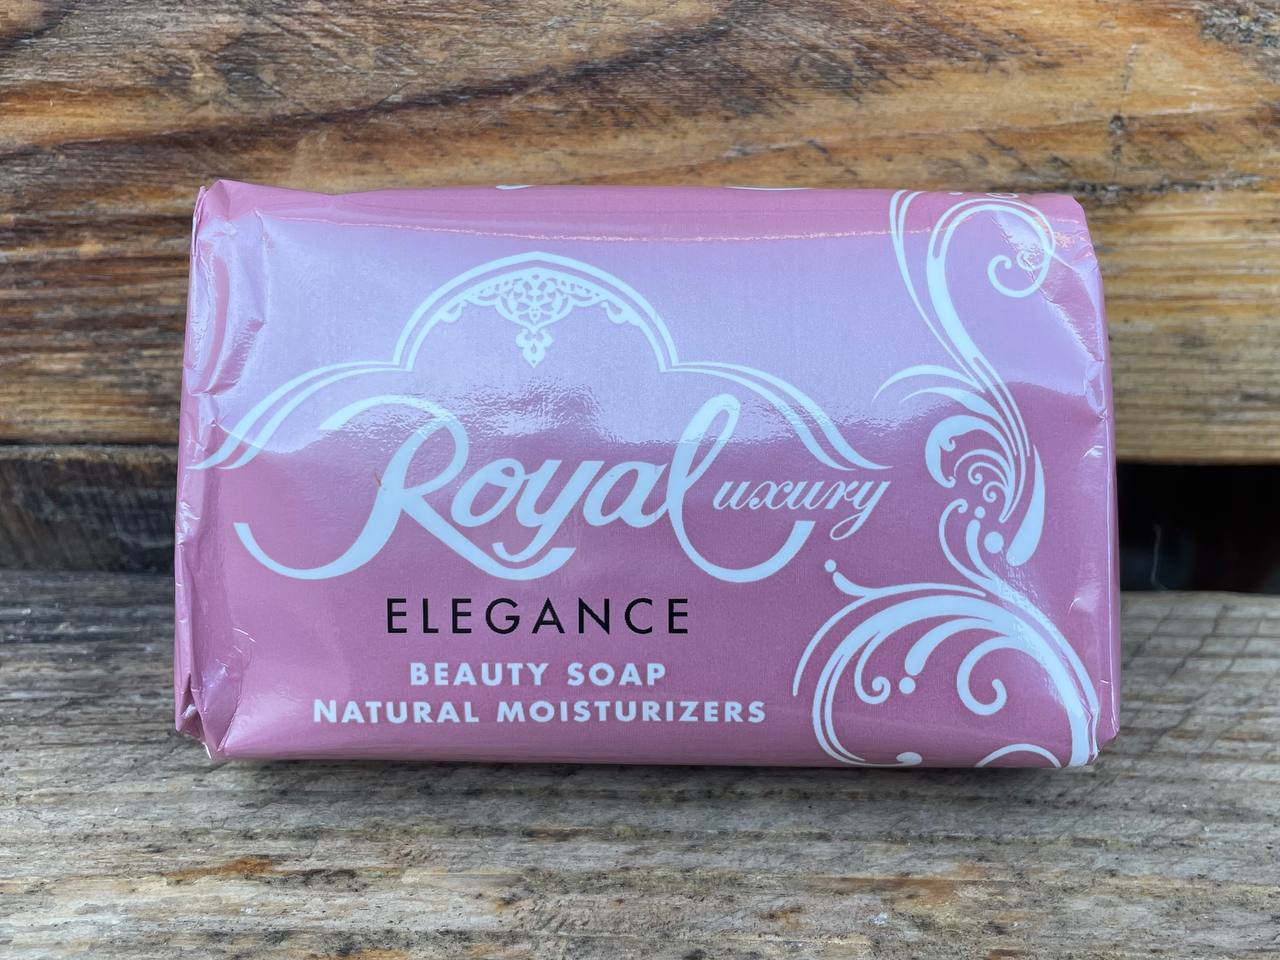 Royal uxury
ELEGANCE
BEAUTY SOAP
NATURAL MOISTURIZERS